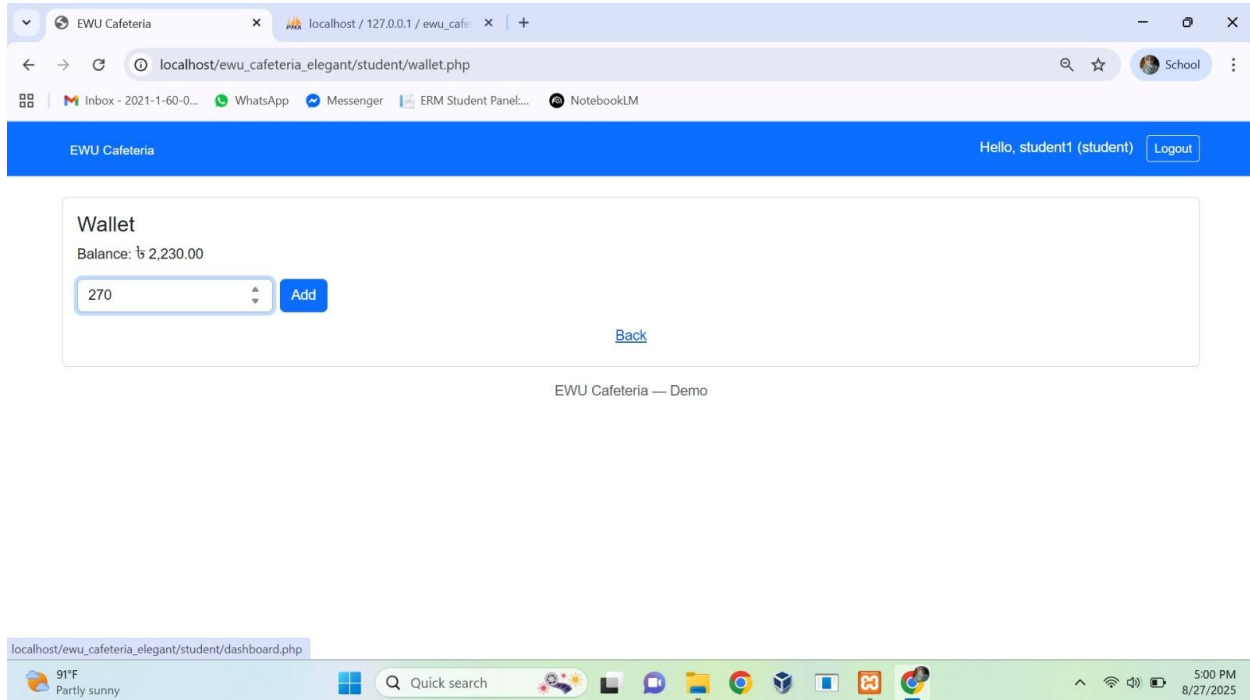 EWU Cafeteria
localhost / 127.0.0.1 / ewu_cafe
localhost/ewu_cafeteria_elegant/student/wallet.php
School
Inbox - 2021-1-60-0...
WhatsApp
Messenger
ERM Student Panel:...
NotebookLM
EWU Cafeteria
Hello, student1 (student)
Logout
Wallet
Balance: ৳ 2,230.00
270
Add
Back
EWU Cafeteria — Demo
localhost/ewu_cafeteria_elegant/student/dashboard.php
91°F
Partly sunny
Quick search
5:00 PM
8/27/2025